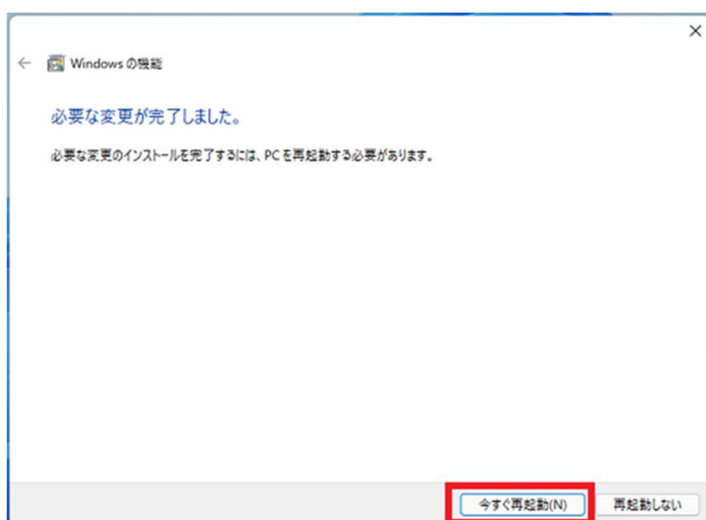 Windows の機能
必要な変更が完了しました。
必要な変更のインストールを完了するには、PC を再起動する必要があります。
今すぐ再起動(N)
再起動しない